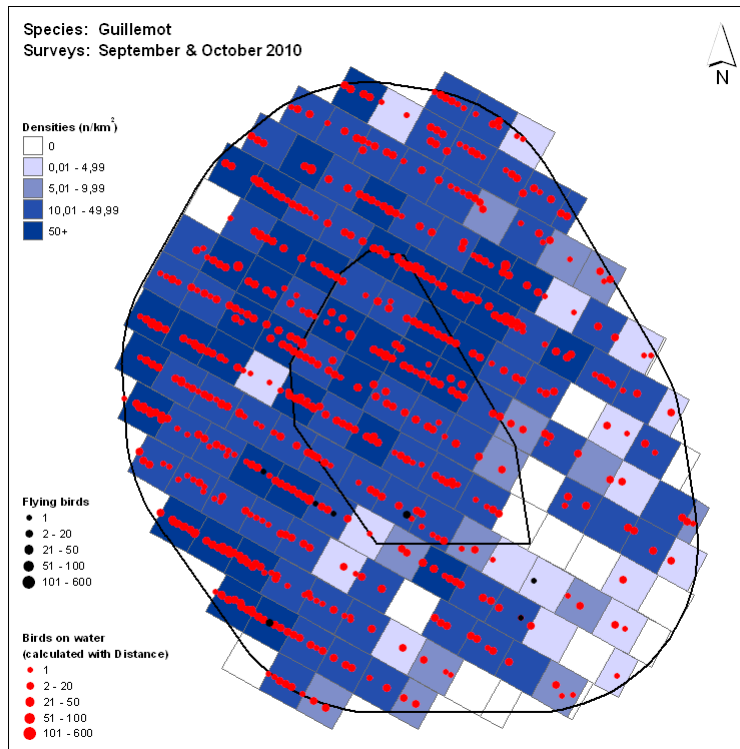 Species: Guillemot
Surveys: September & October 2010
N
Densities (n/km²)
0
0,01 - 4,99
5,01 - 9,99
10,01 - 49,99
50+
Flying birds
1
2 - 20
21 - 50
51 - 100
101 - 600
Birds on water
(calculated with Distance)
1
2 - 20
21 - 50
51 - 100
101 - 600